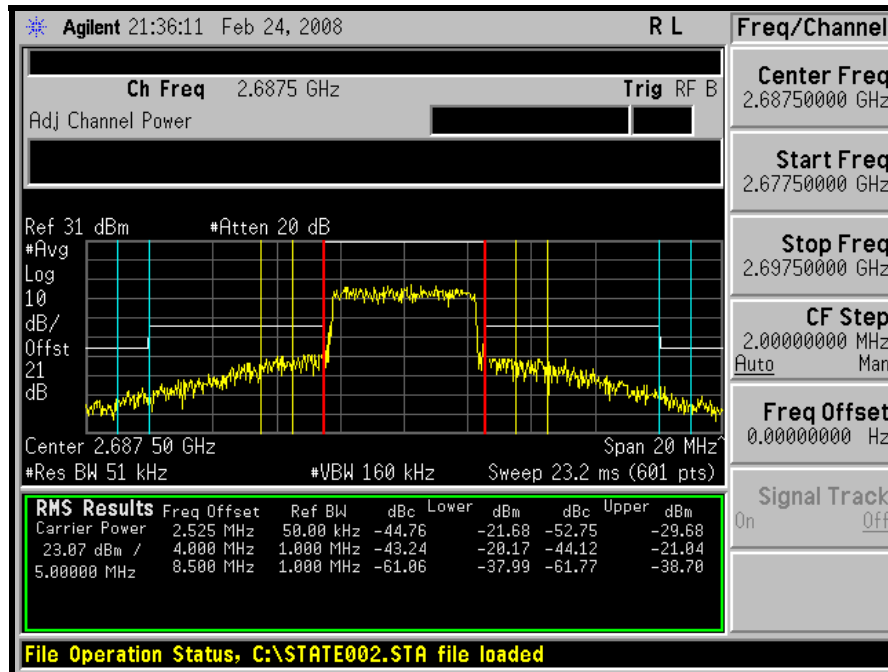 Agilent 21:36:11 Feb 24, 2008 R L
Freq/Channel
Ch Freq 2.6875 GHz Trig RF B
Adj Channel Power
Center Freq
2.68750000 GHz
Start Freq
2.67750000 GHz
Stop Freq
2.69750000 GHz
CF Step
2.00000000 MHz
Auto Man
Freq Offset
0.00000000 Hz
Signal Track
On Off
Ref 31 dBm #Atten 20 dB
#Avg
Log
10
dB/
Offst
21
dB
Center 2.687 50 GHz Span 20 MHz^
#Res BW 51 kHz #VBW 160 kHz Sweep 23.2 ms (601 pts)
RMS Results Freq Offset Ref BW dBc Lower dBm dBc Upper dBm
Carrier Power 2.525 MHz 50.00 kHz -44.76 -21.68 -52.75 -29.68
23.07 dBm / 4.000 MHz 1.000 MHz -43.24 -20.17 -44.12 -21.04
5.00000 MHz 8.500 MHz 1.000 MHz -61.06 -37.99 -61.77 -38.70
File Operation Status, C:\STATE002.STA file loaded